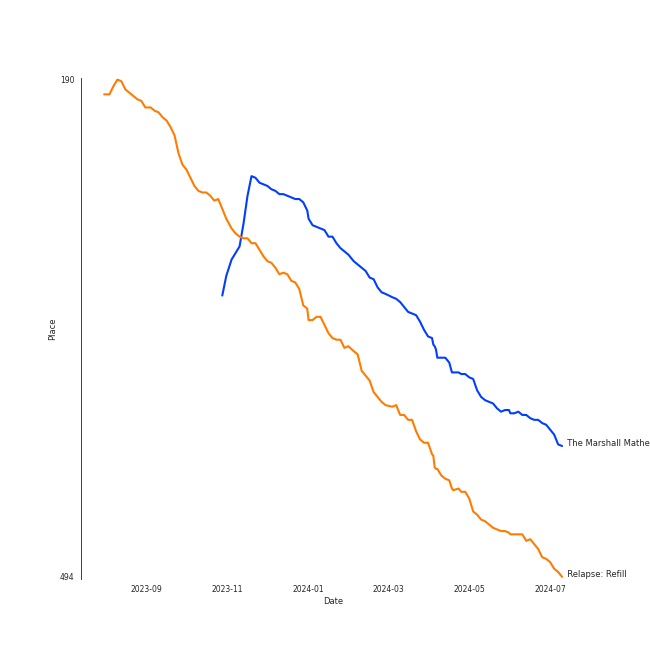 190
Place
The Marshall Mathe
Relapse: Refill
494
2023-09 2023-11 2024-01 2024-03 2024-05 2024-07
Date